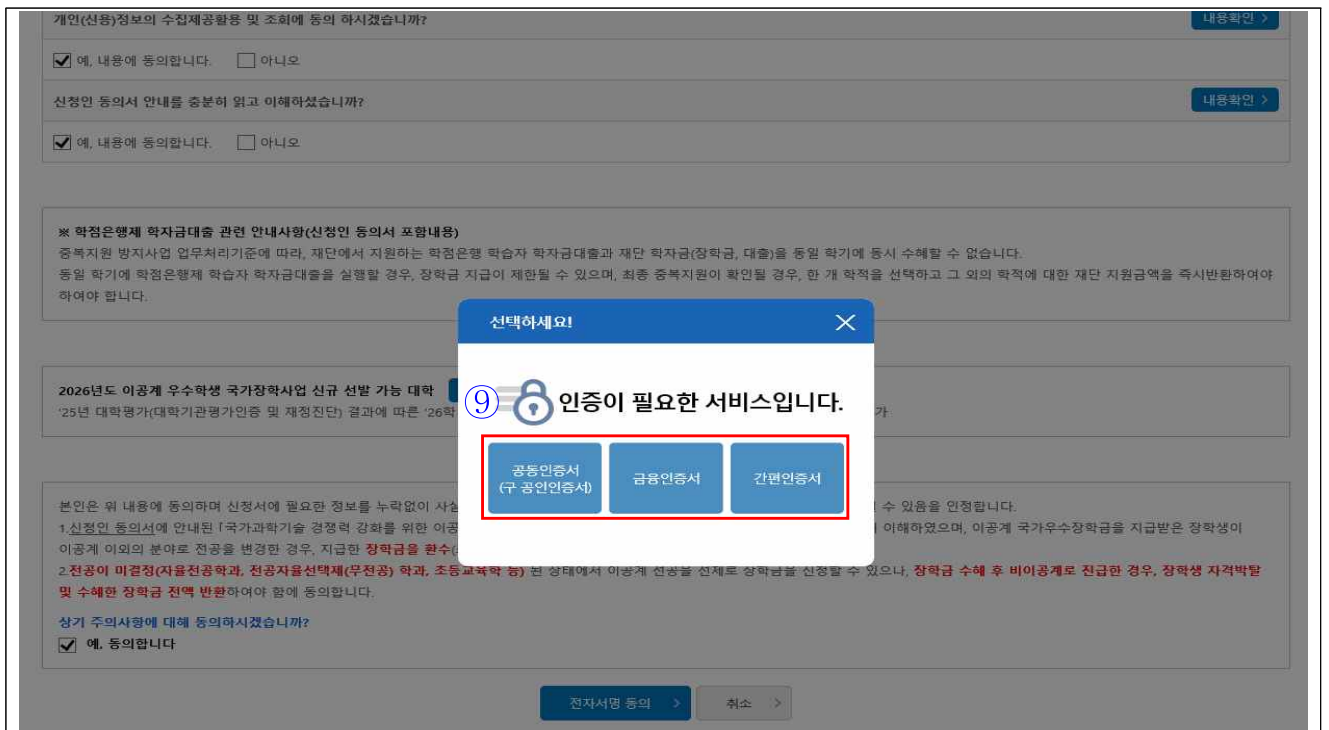 개인(신용)정보의 수집제공활용 및 조회에 동의 하시겠습니까?
내용확인 >
예, 내용에 동의합니다. 아니오
신청인 동의서 안내를 충분히 읽고 이해하셨습니까?
내용확인 >
예, 내용에 동의합니다. 아니오
※ 학점은행제 학자금대출 관련 안내사항(신청인 동의서 포함내용)
중복지원 방지사업 업무처리기준에 따라, 재단에서 지원하는 학점은행 학습자 학자금대출과 재단 학자금(장학금, 대출)을 동일 학기에 동시 수혜할 수 없습니다.
동일 학기에 학점은행제 학습자 학자금대출을 실행할 경우, 장학금 지급이 제한될 수 있으며, 최종 중복지원이 확인될 경우, 한 개 학적을 선택하고 그 외의 학적에 대한 재단 지원금액을 즉시반환하여야
하여야 합니다.
선택하세요!
2026년도 이공계 우수학생 국가장학사업 신규 선발 가능 대학
⑨ 인증이 필요한 서비스입니다.
'25년 대학평가(대학기관평가인증 및 재정진단) 결과에 따른 '26학 가
공동인증서
(구 공인인증서)
금융인증서
간편인증서
본인은 위 내용에 동의하며 신청서에 필요한 정보를 누락없이 사실 수 있음을 인정합니다.
1.신청인 동의서에 안내된 「국가과학기술 경쟁력 강화를 위한 이공 이해하였으며, 이공계 국가우수장학금을 지급받은 장학생이
이공계 이외의 분야로 전공을 변경한 경우, 지급한 장학금을 환수(
2.전공이 미결정(자율전공학과, 전공자율선택제(무전공) 학과, 초등교육학 등) 된 상태에서 이공계 전공을 전제로 장학금을 신청할 수 있으나, 장학금 수혜 후 비이공계로 진급한 경우, 장학생 자격박탈
및 수혜한 장학금 전액 반환하여야 함에 동의합니다.
상기 주의사항에 대해 동의하시겠습니까?
예, 동의합니다
전자서명 동의 > 취소 >